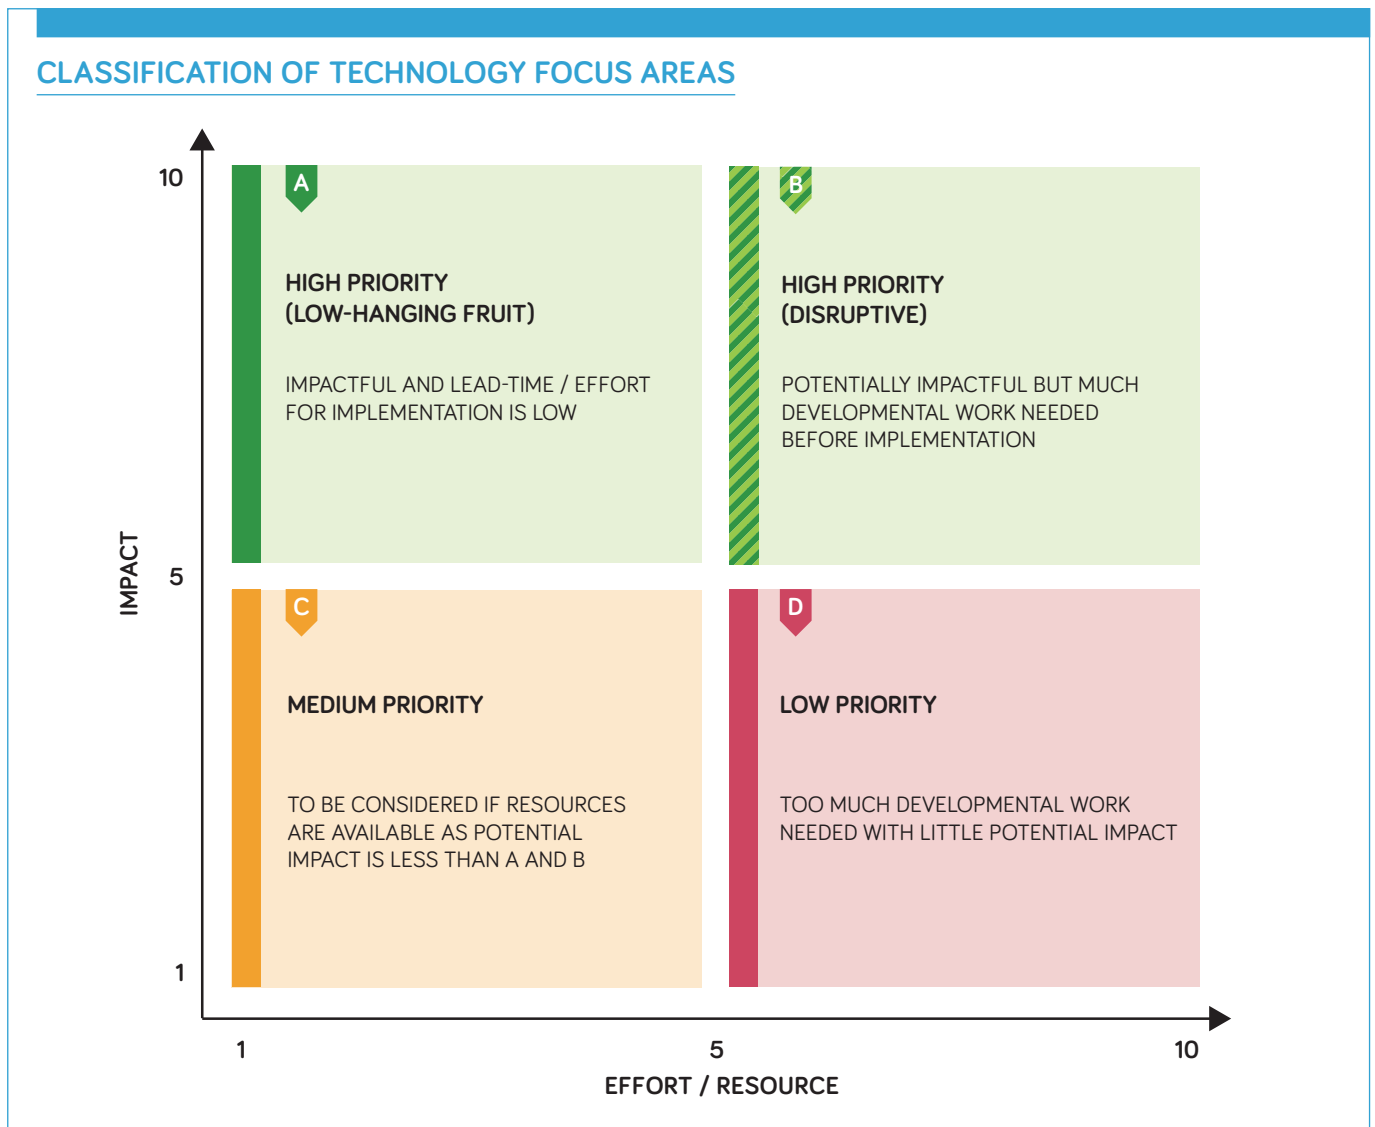 CLASSIFICATION OF TECHNOLOGY FOCUS AREAS
10
A
HIGH PRIORITY
(LOW-HANGING FRUIT)
IMPACTFUL AND LEAD-TIME / EFFORT
FOR IMPLEMENTATION IS LOW
B
HIGH PRIORITY
(DISRUPTIVE)
POTENTIALLY IMPACTFUL BUT MUCH
DEVELOPMENTAL WORK NEEDED
BEFORE IMPLEMENTATION
IMPACT
5
C
MEDIUM PRIORITY
TO BE CONSIDERED IF RESOURCES
ARE AVAILABLE AS POTENTIAL
IMPACT IS LESS THAN A AND B
D
LOW PRIORITY
TOO MUCH DEVELOPMENTAL WORK
NEEDED WITH LITTLE POTENTIAL IMPACT
1
1
5
10
EFFORT / RESOURCE